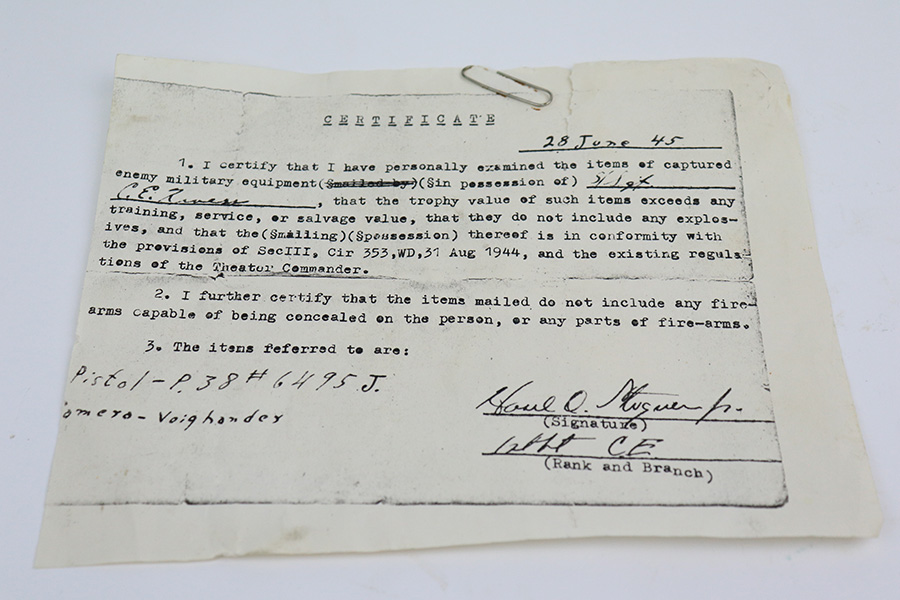 CERTIFICATE
28 June 45
1. I certify that I have personally examined the items of captured
enemy military equipment(§mailed by)(§in possession of)
C.E. , that the trophy value of such items exceeds any
training, service, or salvage value, that they do not include any explos-
ives, and that the(§mailing)(§possession) thereof is in conformity with
the provisions of SecIII, Cir 353,WD,31 Aug 1944, and the existing regula-
tions of the Theator Commander.
2. I further certify that the items mailed do not include any fire-
arms capable of being concealed on the person, or any parts of fire-arms.
3. The items referred to are:
Pistol - P.38 # 6495 J.
amera - Voighander
(Signature)
C.E.
(Rank and Branch)